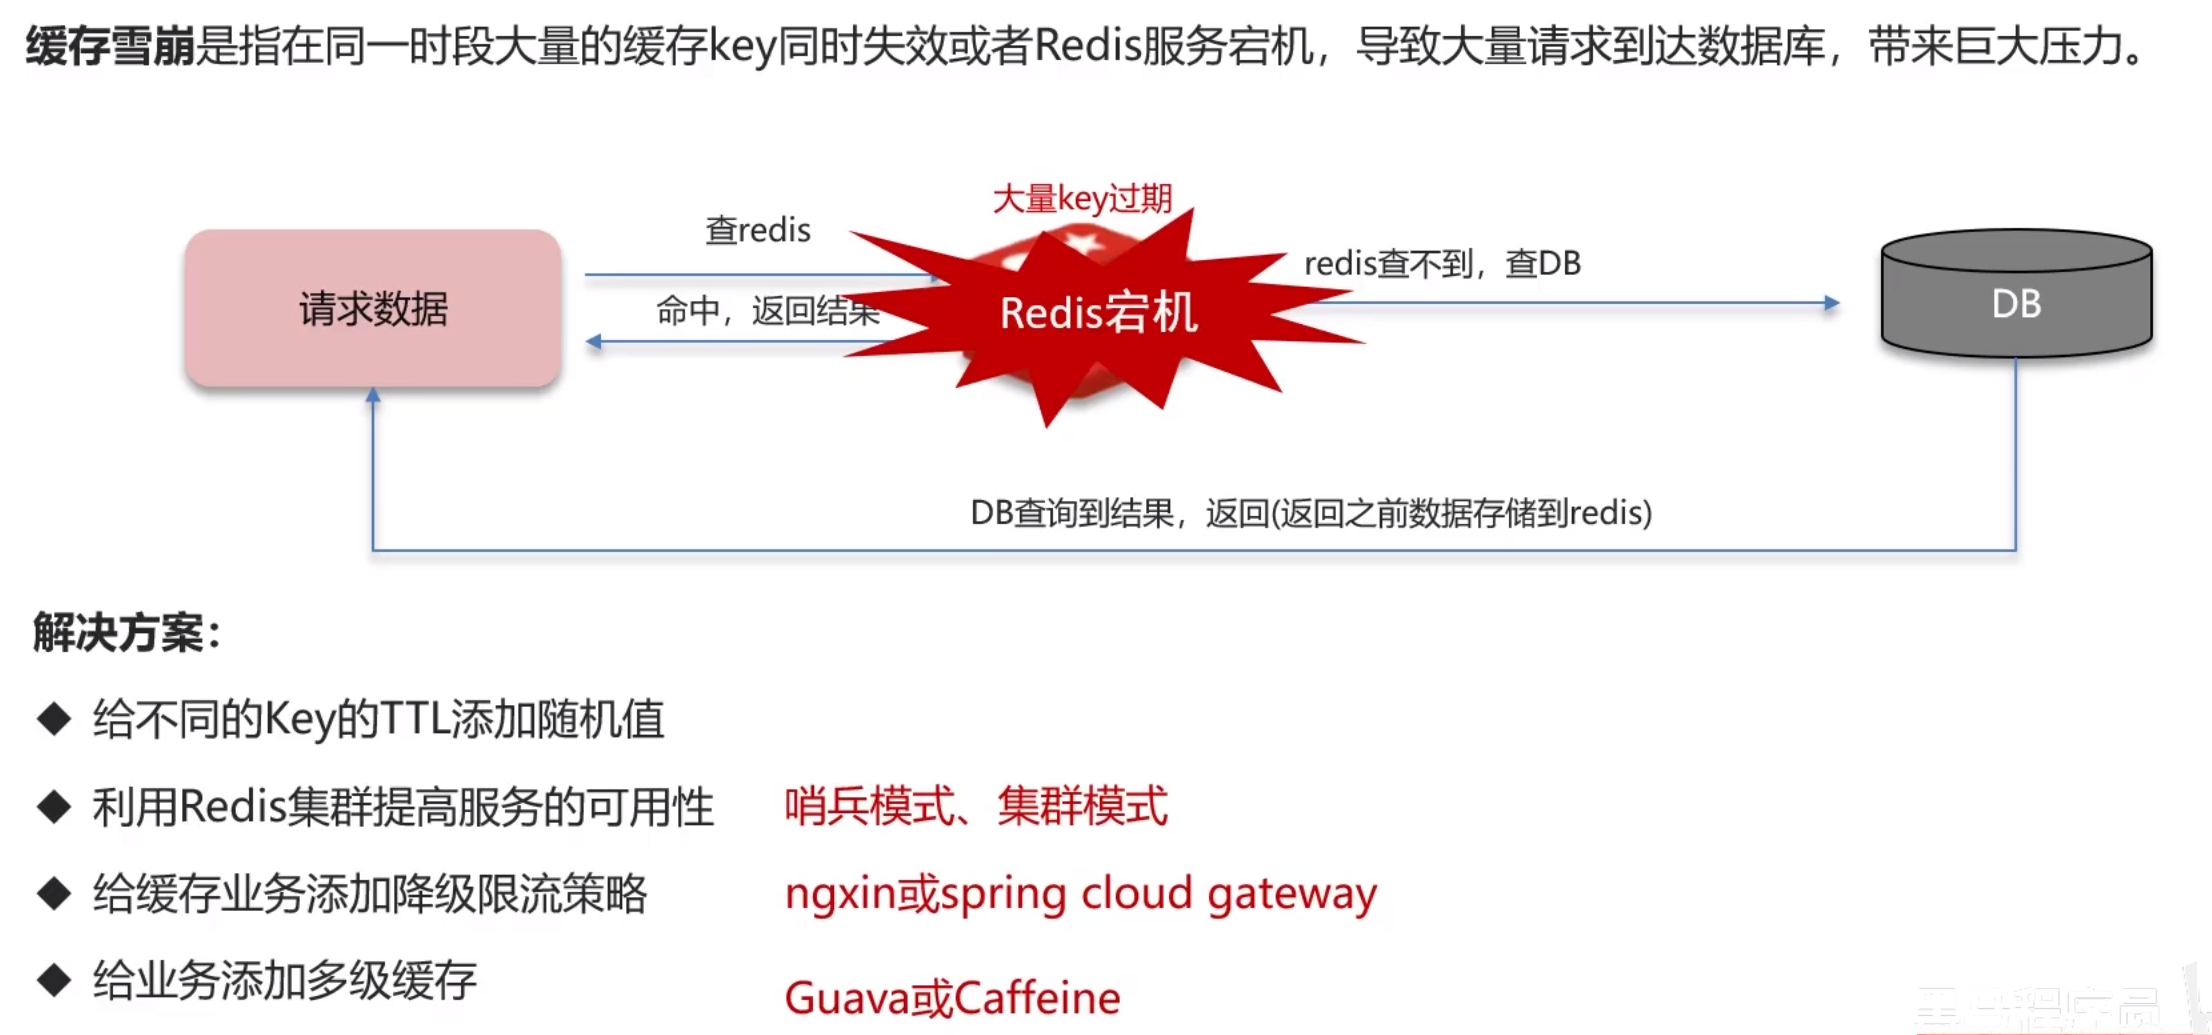 缓存雪崩是指在同一时段大量的缓存key同时失效或者Redis服务宕机，导致大量请求到达数据库，带来巨大压力。
大量key过期
查redis
redis查不到，查DB
请求数据
命中，返回结果
Redis宕机
DB
DB查询到结果，返回(返回之前数据存储到redis)
解决方案：
给不同的Key的TTL添加随机值
利用Redis集群提高服务的可用性 哨兵模式、集群模式
给缓存业务添加降级限流策略 ngxin或spring cloud gateway
给业务添加多级缓存 Guava或Caffeine